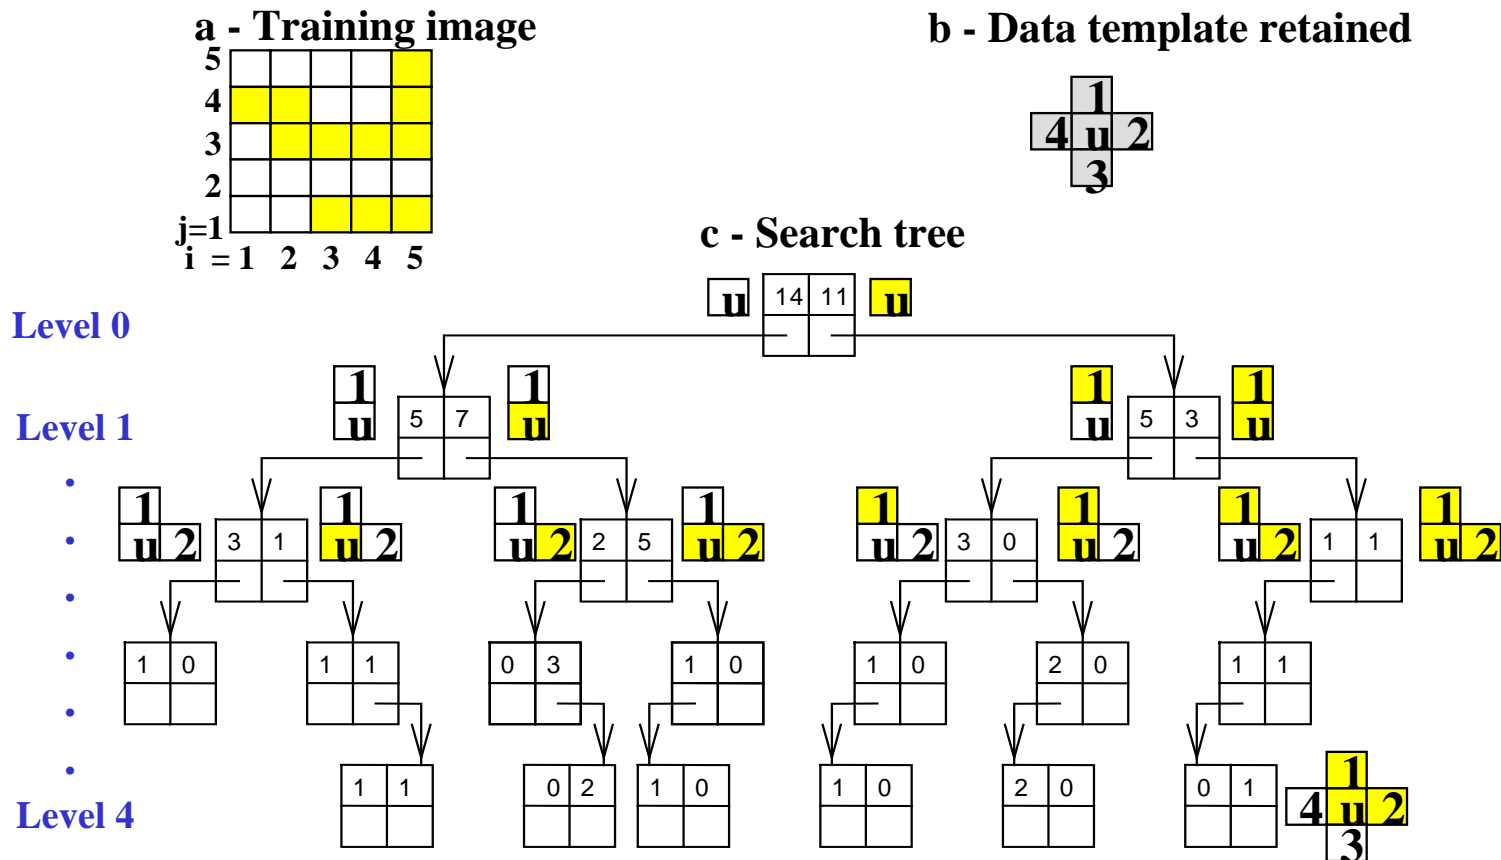 a - Training image
b - Data template retained
5
4
3
2
j=1
i = 1 2 3 4 5
1
4 u 2
3
c - Search tree
u 14 11 u
Level 0
1 1 1 1
u 5 7 u u 5 3 u
Level 1
1 1 1 1 1 1 1 1
u 2 3 1 u 2 u 2 2 5 u 2 u 2 3 0 u 2 u 2 1 1 u 2
1 0 1 1 0 3 1 0 1 0 2 0 1 1
1
1 1 0 2 1 0 1 0 2 0 0 1 4 u 2
Level 4
3